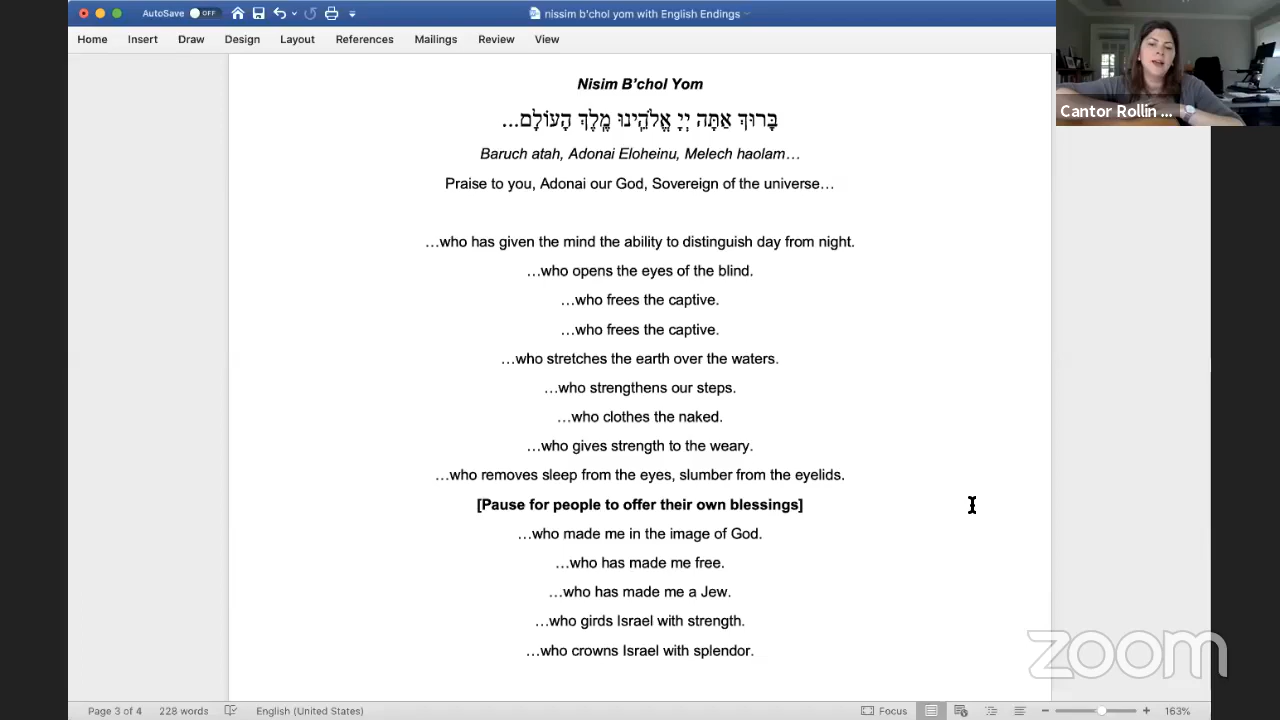 AutoSave OFF
nissim b'chol yom with English Endings
Home Insert Draw Design Layout References Mailings Review View
Cantor Rollin ...
Nisim B'chol Yom
בָּרוּךְ אַתָּה יְיָ אֱלֹהֵֽינוּ מֶֽלֶךְ הָעוֹלָם...
Baruch atah, Adonai Eloheinu, Melech haolam…
Praise to you, Adonai our God, Sovereign of the universe…
…who has given the mind the ability to distinguish day from night.
…who opens the eyes of the blind.
…who frees the captive.
…who frees the captive.
…who stretches the earth over the waters.
…who strengthens our steps.
…who clothes the naked.
…who gives strength to the weary.
…who removes sleep from the eyes, slumber from the eyelids.
[Pause for people to offer their own blessings]
…who made me in the image of God.
…who has made me free.
…who has made me a Jew.
…who girds Israel with strength.
…who crowns Israel with splendor.
zoom
Page 3 of 4 228 words English (United States) Focus 163%